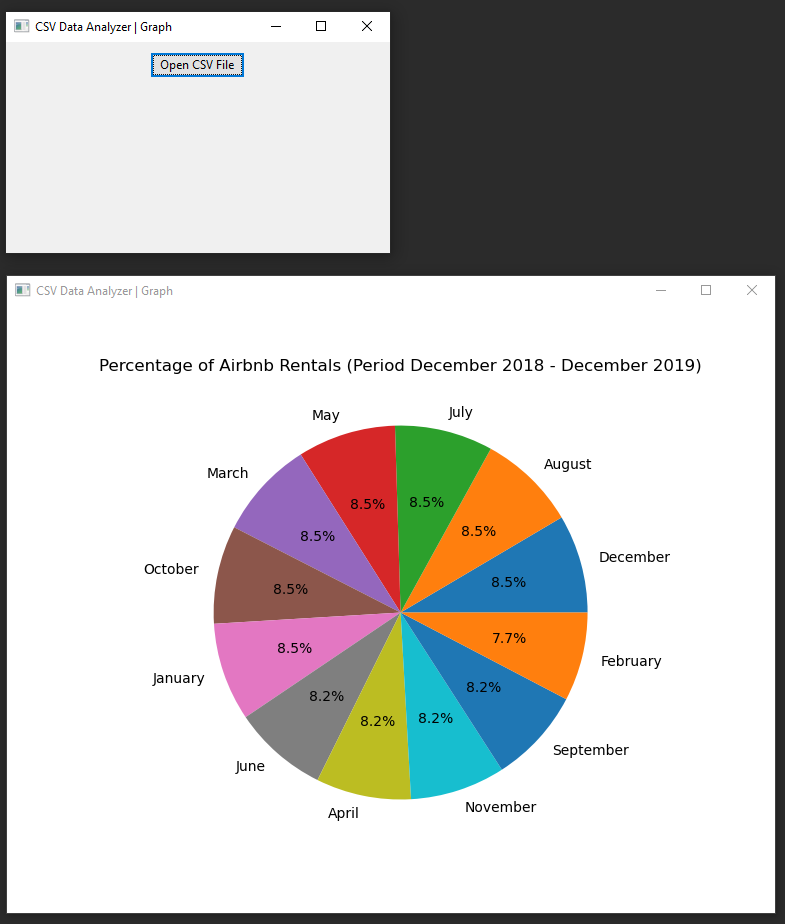 CSV Data Analyzer | Graph
Open CSV File
CSV Data Analyzer | Graph
Percentage of Airbnb Rentals (Period December 2018 - December 2019)
July
May
August
March
8.5%
8.5%
8.5%
8.5%
December
October
8.5%
8.5%
7.7%
8.5%
February
January
8.2%
8.2%
8.2%
8.2%
September
June
November
April